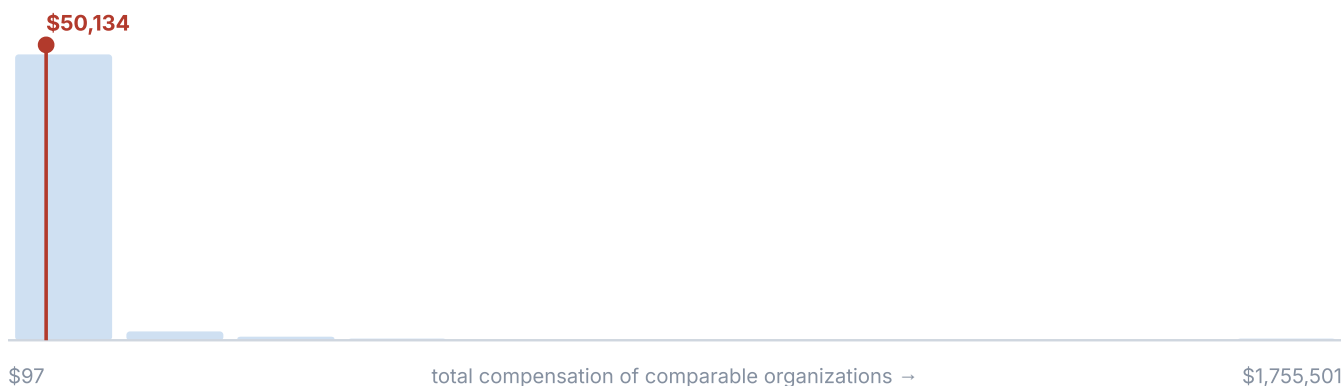 $50,134
$97 total compensation of comparable organizations → $1,755,501